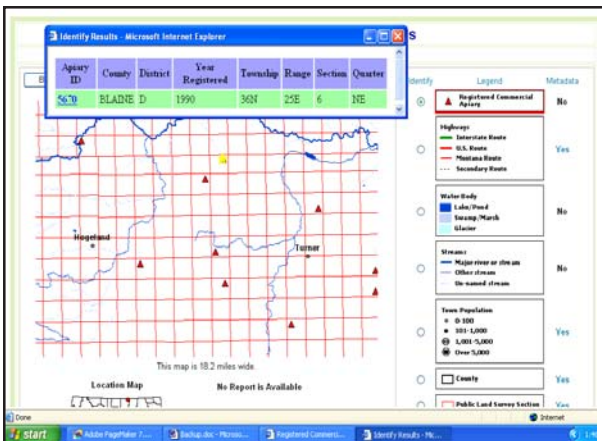 Identify Results - Microsoft Internet Explorer
Apiary ID County District Year Registered Township Range Section Quarter
5670 BLAINE D 1990 36N 25E 6 NE
Identify Legend Metadata
Registered Commercial Apiary No
Highways
Interstate Route
U.S. Route
Montana Route
Secondary Route
Yes
Water Body
Lake/Pond
Swamp/Marsh
Glacier
No
Streams
Major river or stream
Other stream
Un-named stream
No
Town Population
0-100
101-1,000
1,001-5,000
Over 5,000
Yes
County Yes
Public Land Survey Section Yes
Hogeland
Turner
This map is 18.2 miles wide.
Location Map No Report is Available
Done Internet
start Adobe PageMaker 7.... Backup.doc - Microso... Registered Commerci... Identify Results - Mic...